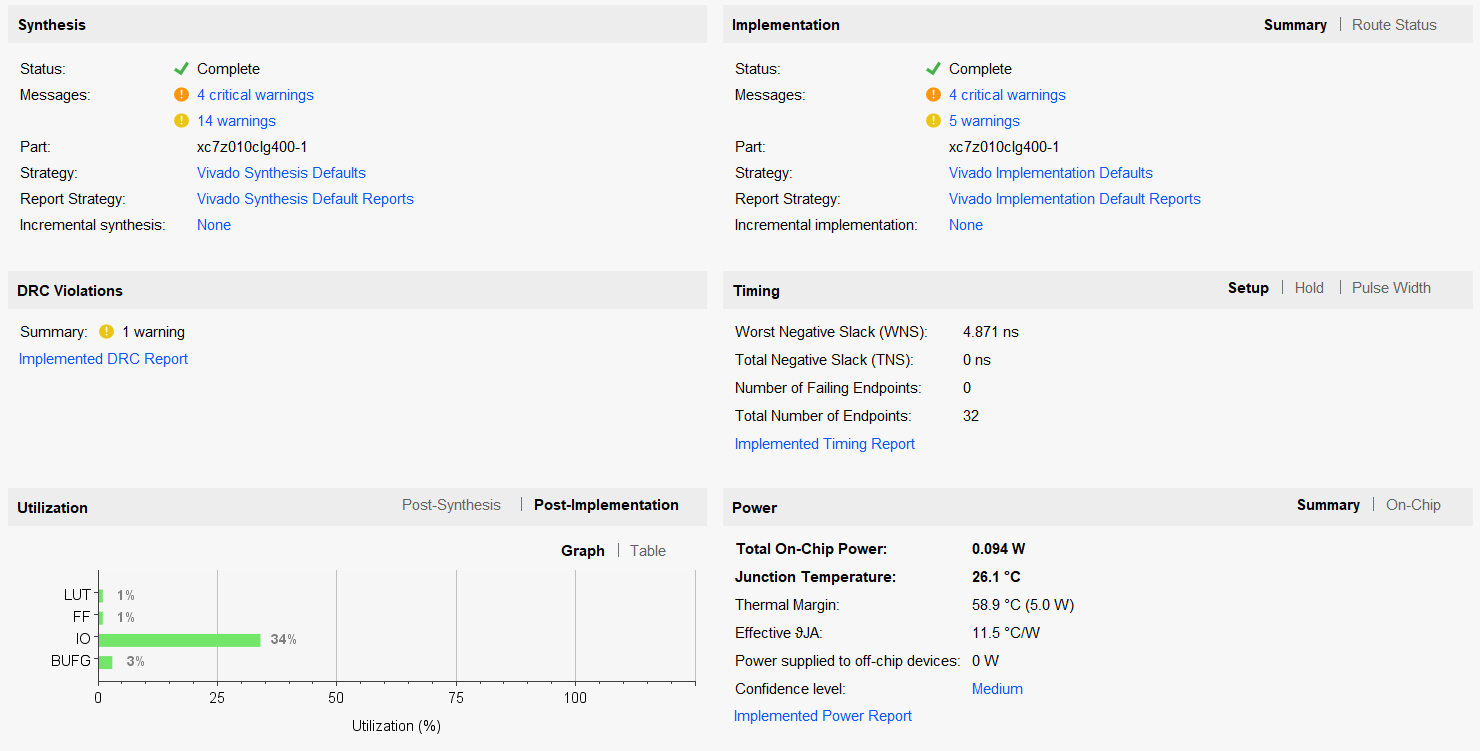 Synthesis
Status: Complete
Messages: 4 critical warnings
14 warnings
Part: xc7z010clg400-1
Strategy: Vivado Synthesis Defaults
Report Strategy: Vivado Synthesis Default Reports
Incremental synthesis: None
Implementation Summary | Route Status
Status: Complete
Messages: 4 critical warnings
5 warnings
Part: xc7z010clg400-1
Strategy: Vivado Implementation Defaults
Report Strategy: Vivado Implementation Default Reports
Incremental implementation: None
DRC Violations
Summary: 1 warning
Implemented DRC Report
Timing Setup | Hold | Pulse Width
Worst Negative Slack (WNS): 4.871 ns
Total Negative Slack (TNS): 0 ns
Number of Failing Endpoints: 0
Total Number of Endpoints: 32
Implemented Timing Report
Utilization Post-Synthesis | Post-Implementation
Graph | Table
LUT 1%
FF 1%
IO 34%
BUFG 3%
0 25 50 75 100
Utilization (%)
Power Summary | On-Chip
Total On-Chip Power: 0.094 W
Junction Temperature: 26.1 °C
Thermal Margin: 58.9 °C (5.0 W)
Effective ϑJA: 11.5 °C/W
Power supplied to off-chip devices: 0 W
Confidence level: Medium
Implemented Power Report